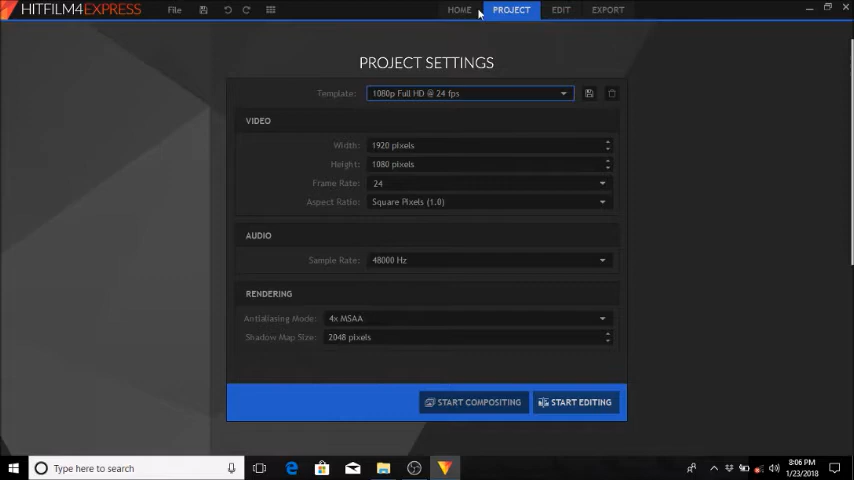 HITFILM4EXPRESS File HOME PROJECT EDIT EXPORT
PROJECT SETTINGS
Template: 1080p Full HD @ 24 fps
VIDEO
Width: 1920 pixels
Height: 1080 pixels
Frame Rate: 24
Aspect Ratio: Square Pixels (1.0)
AUDIO
Sample Rate: 48000 Hz
RENDERING
Antialiasing Mode: 4x MSAA
Shadow Map Size: 2048 pixels
START COMPOSITING START EDITING
Type here to search
8:06 PM
1/23/2018